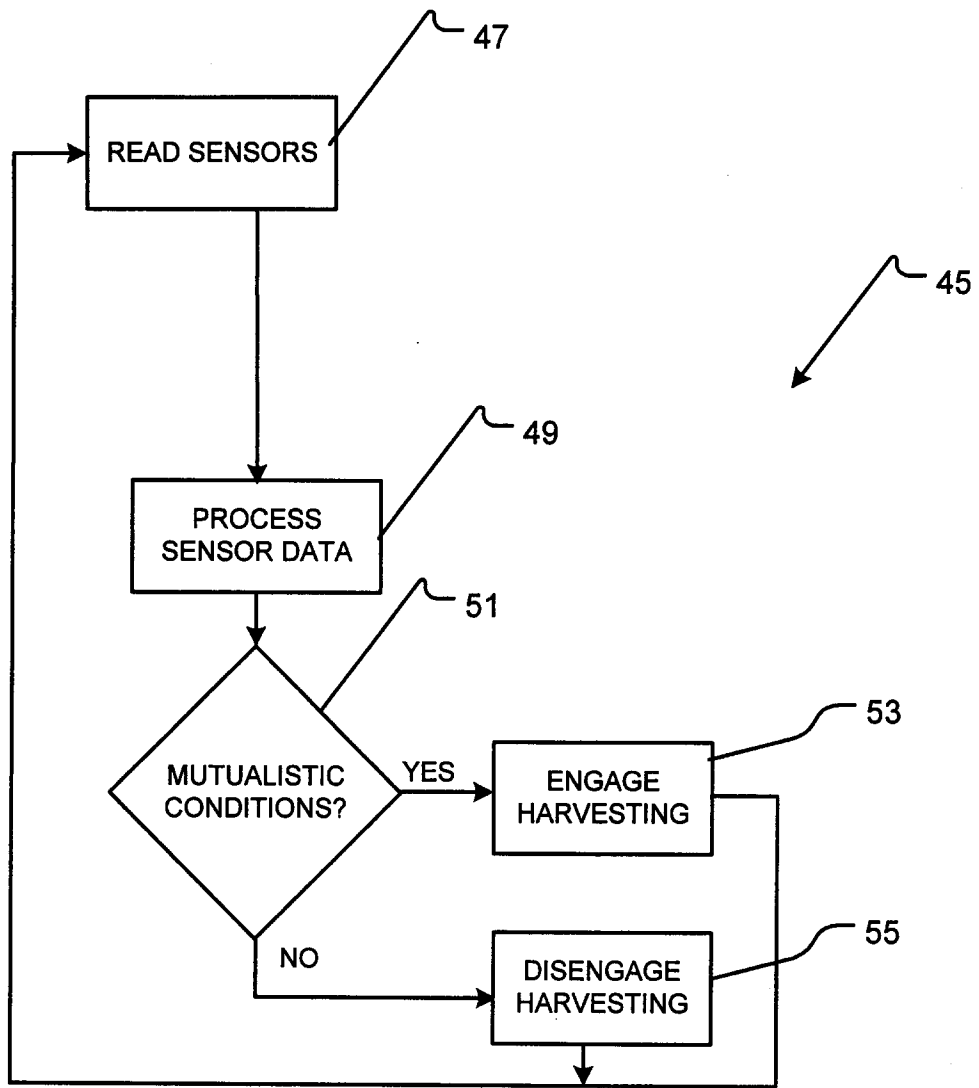 47
READ SENSORS
45
49
PROCESS
SENSOR DATA
51
53
MUTUALISTIC
CONDITIONS?
YES
ENGAGE
HARVESTING
55
NO
DISENGAGE
HARVESTING